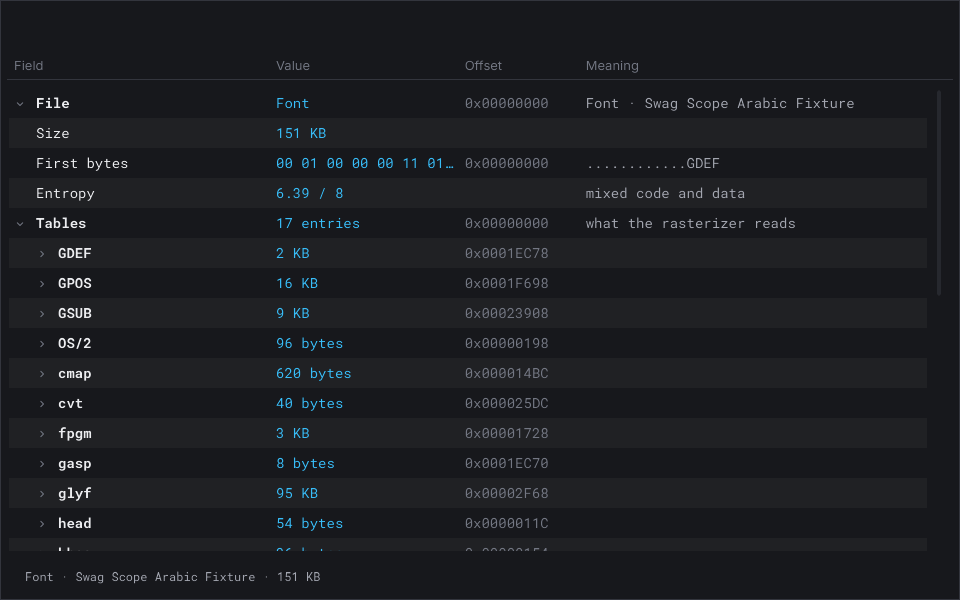 Field Value Offset Meaning
File Font 0x00000000 Font · Swag Scope Arabic Fixture
Size 151 KB
First bytes 00 01 00 00 00 11 01… 0x00000000 ............GDEF
Entropy 6.39 / 8 mixed code and data
Tables 17 entries 0x00000000 what the rasterizer reads
GDEF 2 KB 0x0001EC78
GPOS 16 KB 0x0001F698
GSUB 9 KB 0x00023908
OS/2 96 bytes 0x00000198
cmap 620 bytes 0x000014BC
cvt 40 bytes 0x000025DC
fpgm 3 KB 0x00001728
gasp 8 bytes 0x0001EC70
glyf 95 KB 0x00002F68
head 54 bytes 0x0000011C
Font · Swag Scope Arabic Fixture · 151 KB